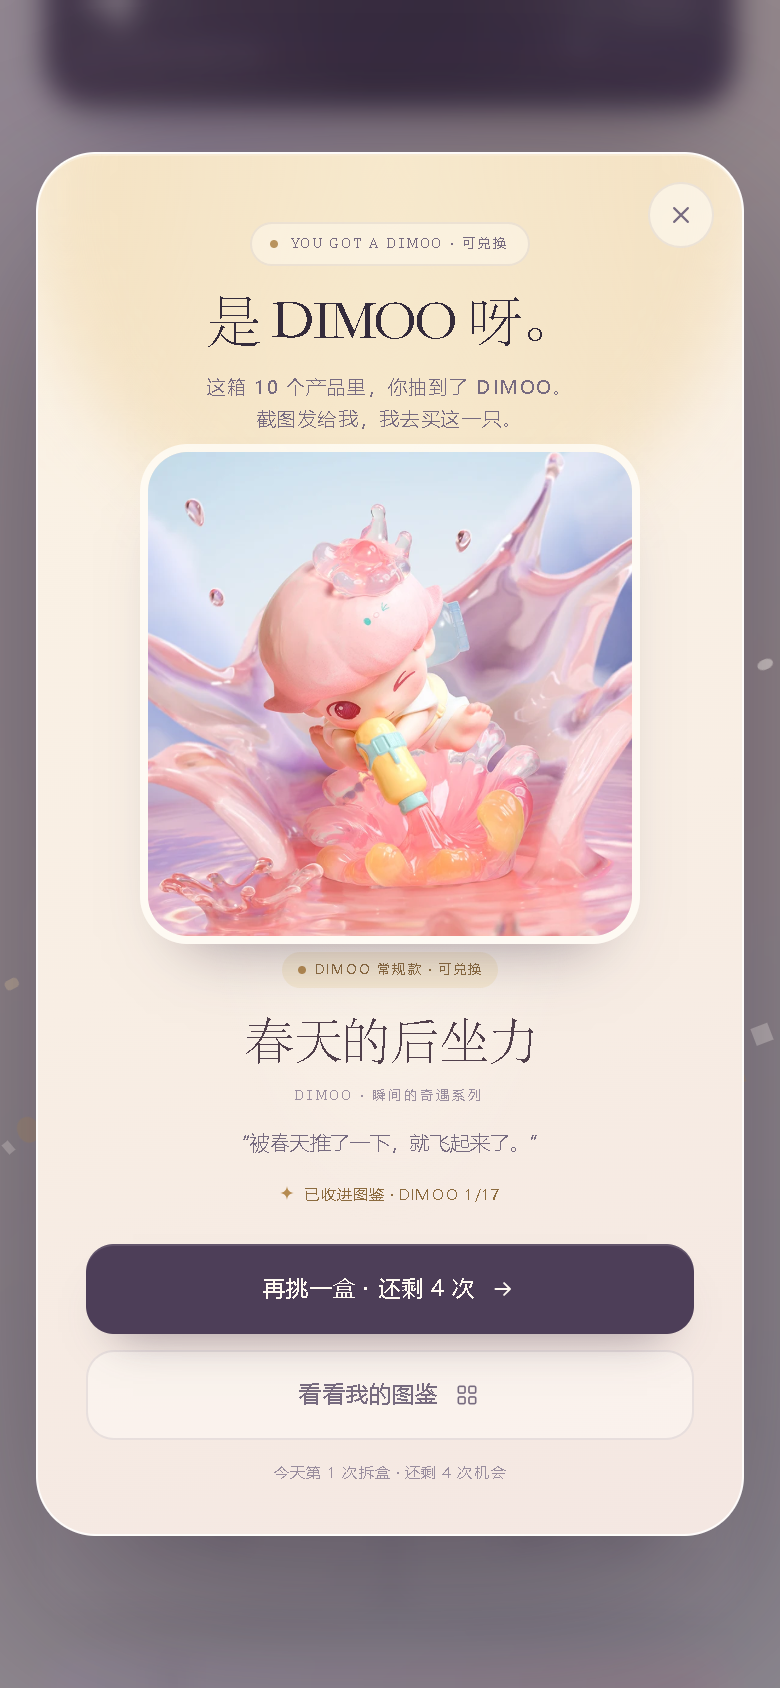 YOU GOT A DIMOO · 可兑换
是 DIMOO 呀。
这箱 10 个产品里，你抽到了 DIMOO。
截图发给我，我去买这一只。
DIMOO 常规款 · 可兑换
春天的后坐力
DIMOO · 瞬间的奇遇系列
“被春天推了一下，就飞起来了。”
已收进图鉴 · DIMOO 1/17
再挑一盒 · 还剩 4 次 →
看看我的图鉴
今天第 1 次拆盒 · 还剩 4 次机会